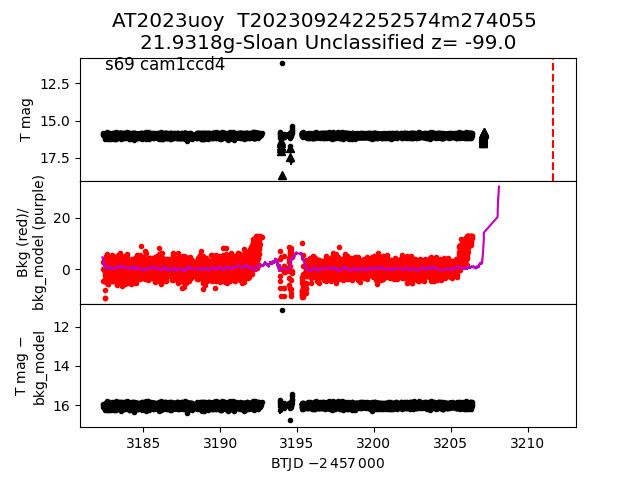 AT2023uoy  T202309242252574m274055
21.9318g-Sloan Unclassified z= -99.0
s69 cam1ccd4
T mag
12.5
15.0
17.5
Bkg (red)/
bkg_model (purple)
20
0
T mag −
bkg_model
12
14
16
3185
3190
3195
3200
3205
3210
BTJD −2 457 000